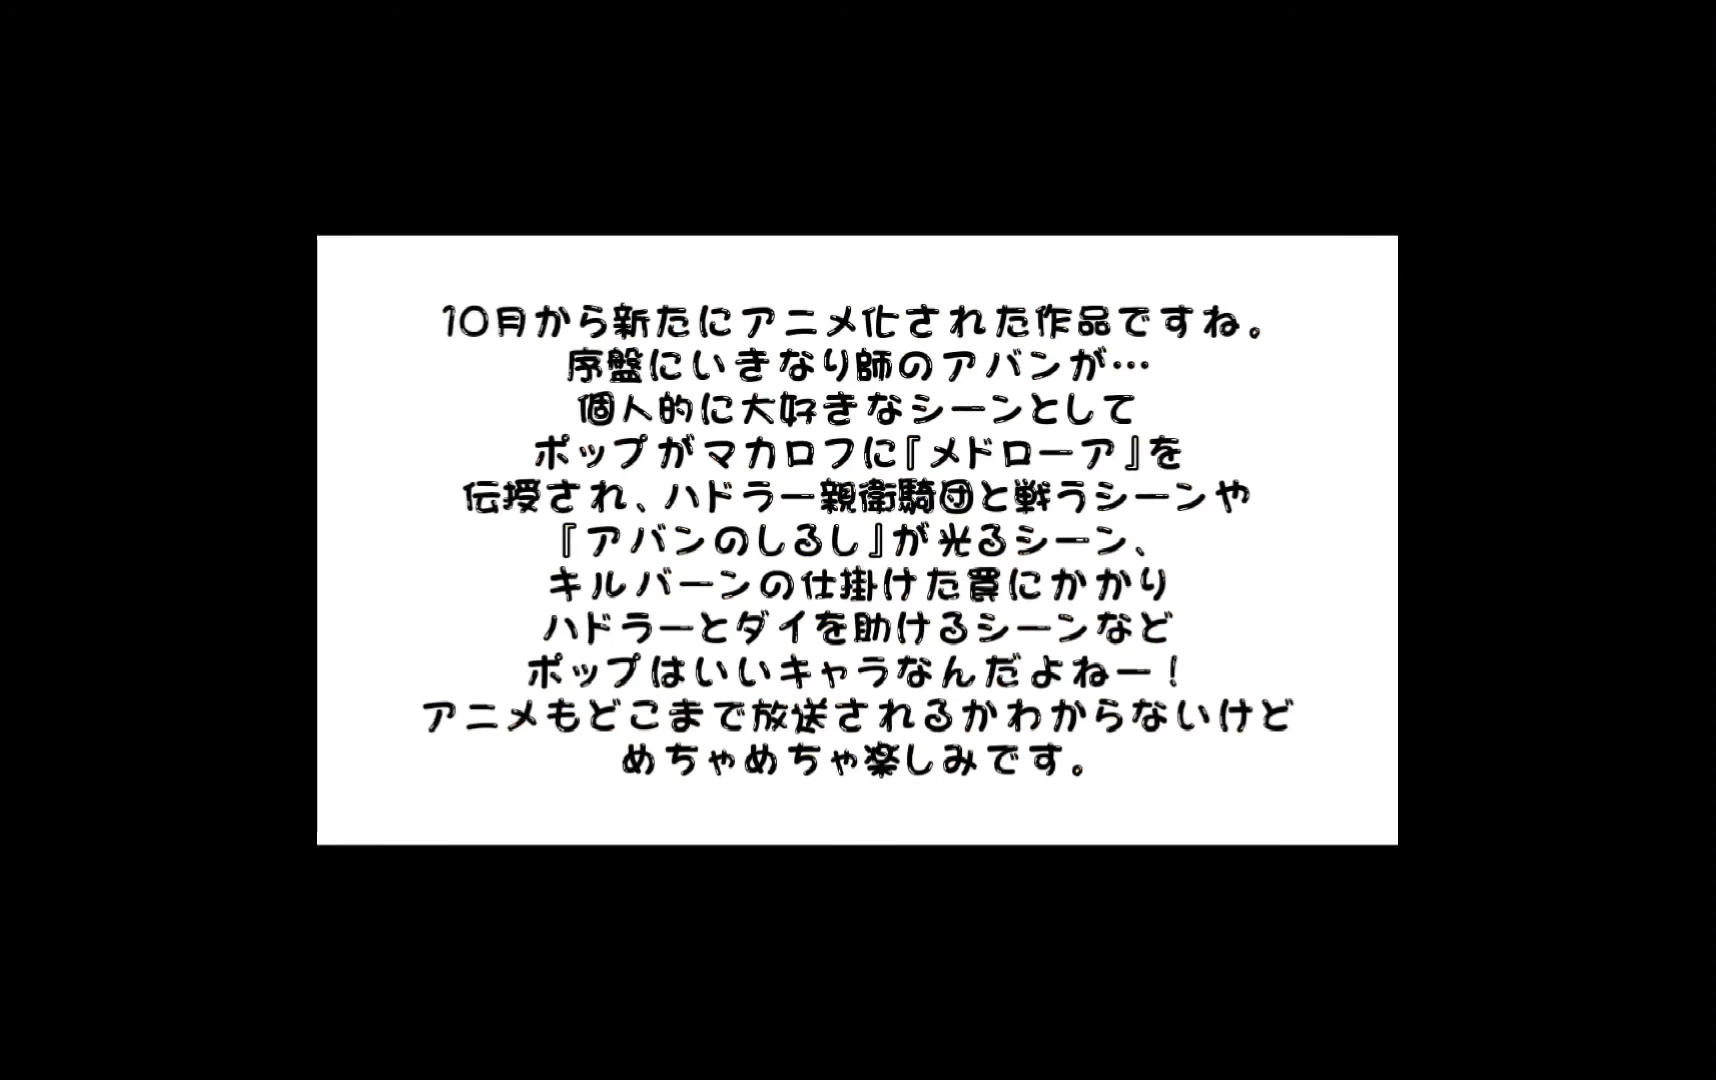 10月から新たにアニメ化された作品ですね。
序盤にいきなり師のアバンが…
個人的に大好きなシーンとして
ポップがマカロフに『メドローア』を
伝授され、ハドラー親衛騎団と戦うシーンや
『アバンのしるし』が光るシーン、
キルバーンの仕掛けた罠にかかり
ハドラーとダイを助けるシーンなど
ポップはいいキャラなんだよねー！
アニメもどこまで放送されるかわからないけど
めちゃめちゃ楽しみです。